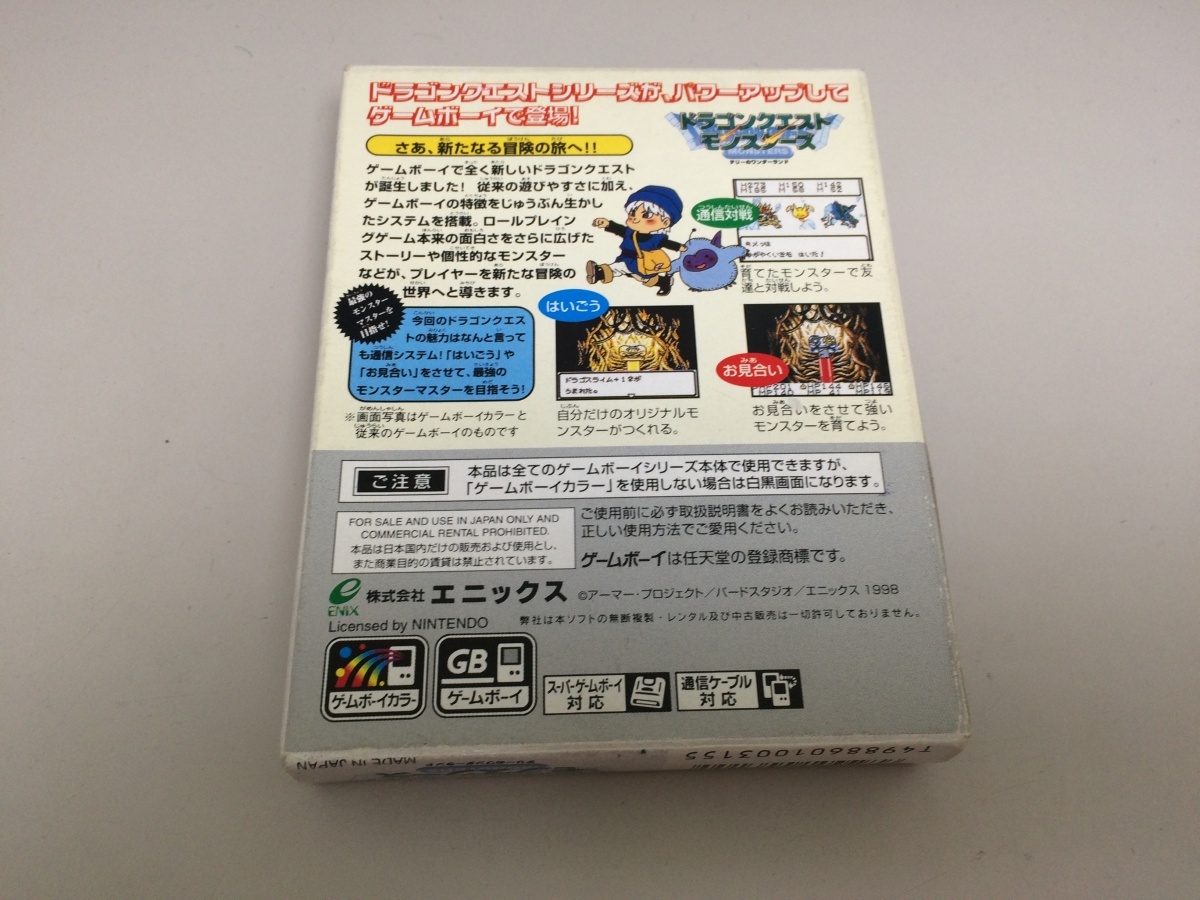 ドラゴンクエストシリーズが、パワーアップして
ゲームボーイで登場!
ドラゴンクエスト
モンスターズ
テリーのワンダーランド
さあ、新たなる冒険の旅へ!!
ゲームボーイで全く新しいドラゴンクエスト
が誕生しました! 従来の遊びやすさに加え、
ゲームボーイの特徴をじゅうぶん生かし
たシステムを搭載。ロールプレイン
グゲーム本来の面白さをさらに広げた
ストーリーや個性的なモンスター
などが、プレイヤーを新たな冒険の
世界へと導きます。
通信対戦
育てたモンスターで友
達と対戦しよう。
最強の
モンスター
マスターを
目指せ!
今回のドラゴンクエス
トの魅力はなんと言って
も通信システム!「はいごう」や
「お見合い」をさせて、最強の
モンスターマスターを目指そう!
はいごう
ドラゴスライム+1が
うまれた。
自分だけのオリジナルモ
ンスターがつくれる。
お見合い
お見合いをさせて強い
モンスターを育てよう。
※画面写真はゲームボーイカラーと
従来のゲームボーイのものです
ご注意
本品は全てのゲームボーイシリーズ本体で使用できますが、
「ゲームボーイカラー」を使用しない場合は白黒画面になります。
FOR SALE AND USE IN JAPAN ONLY AND
COMMERCIAL RENTAL PROHIBITED.
本品は日本国内だけの販売および使用とし、
また商業目的の賃貸は禁止されています。
ご使用前に必ず取扱説明書をよくお読みいただき、
正しい使用方法でご愛用ください。
ゲームボーイは任天堂の登録商標です。
ENIX
株式会社 エニックス ©アーマー・プロジェクト/バードスタジオ/エニックス 1998
Licensed by NINTENDO
弊社は本ソフトの無断複製・レンタル及び中古販売は一切許可しておりません。
ゲームボーイカラー
GB
ゲームボーイ
スーパーゲームボーイ
対応
通信ケーブル
対応
MADE IN JAPAN
T4988601003155